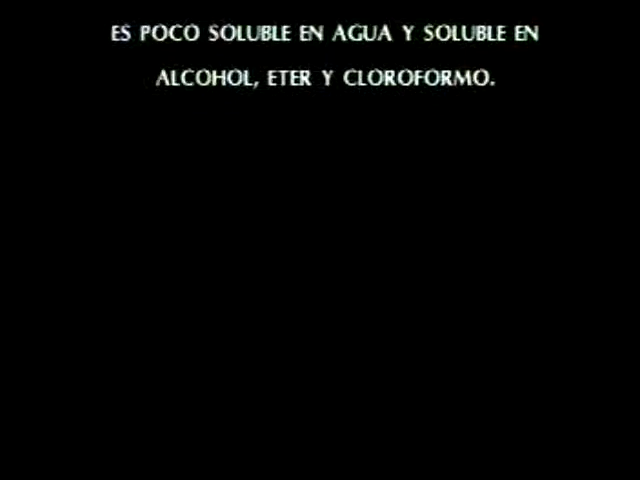 ES POCO SOLUBLE EN AGUA Y SOLUBLE EN
ALCOHOL, ETER Y CLOROFORMO.